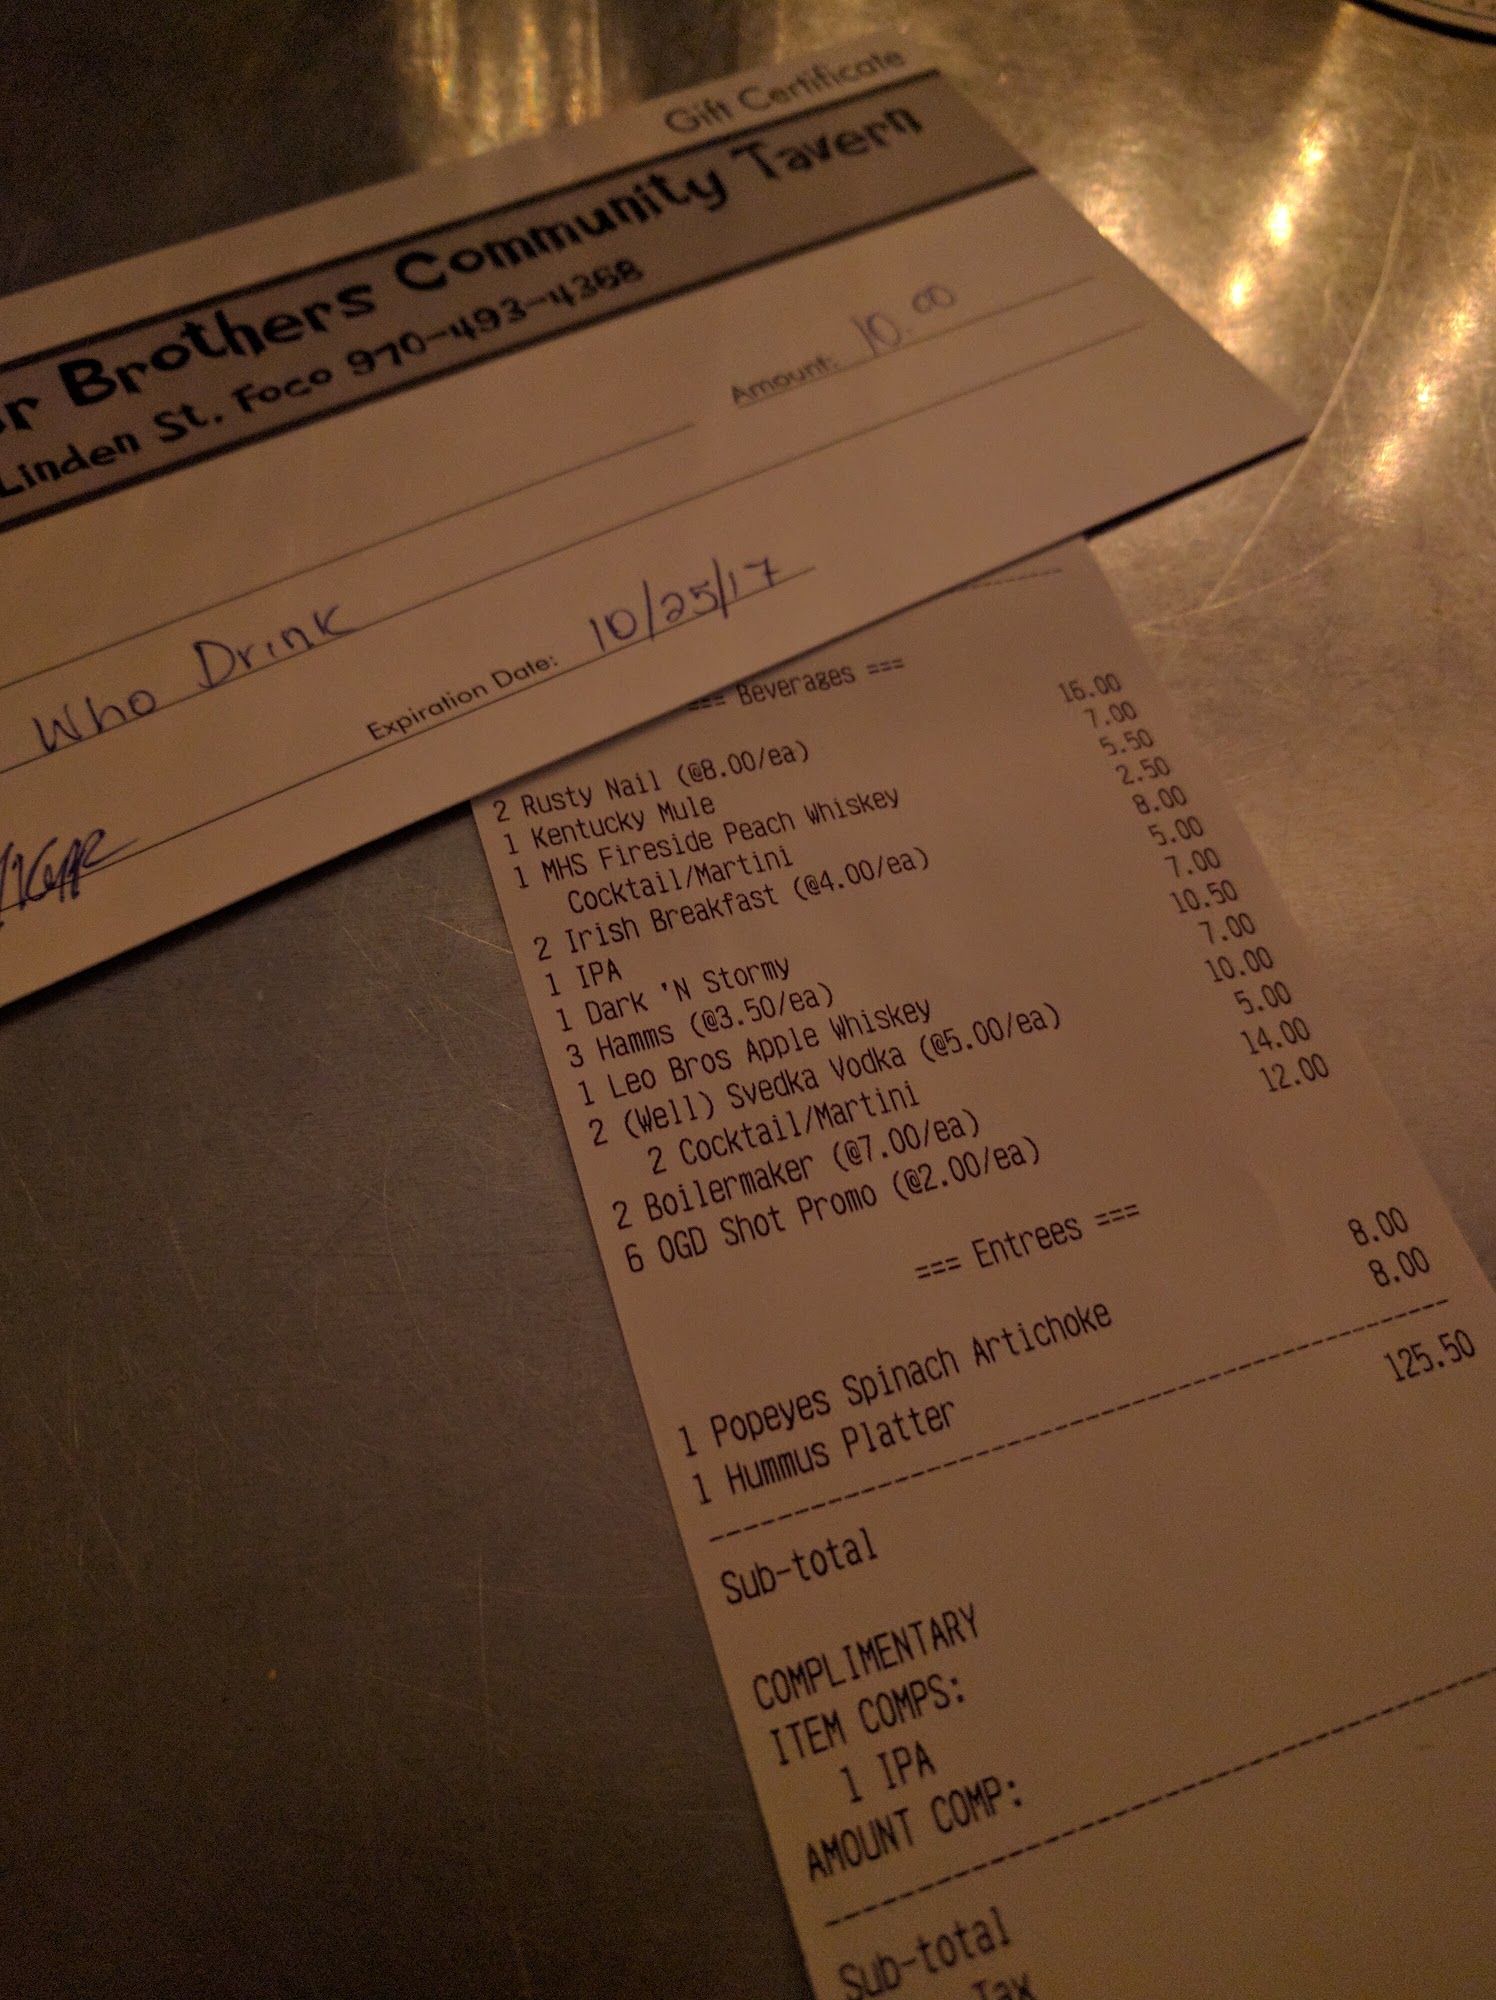 Gift Certificate
Brothers Community Tavern
Linden St. Foco 970-493-4368
Amount: 10.00
Who Drink
Expiration Date: 10/25/17
=== Beverages ===
2 Rusty Nail (@8.00/ea) 16.00
1 Kentucky Mule 7.00
1 MHS Fireside Peach Whiskey 5.50
Cocktail/Martini 2.50
2 Irish Breakfast (@4.00/ea) 8.00
1 IPA 5.00
1 Dark 'N Stormy 7.00
3 Hamms (@3.50/ea) 10.50
1 Leo Bros Apple Whiskey 7.00
2 (Well) Svedka Vodka (@5.00/ea) 10.00
2 Cocktail/Martini 5.00
2 Boilermaker (@7.00/ea) 14.00
6 OGD Shot Promo (@2.00/ea) 12.00
=== Entrees ===
1 Popeyes Spinach Artichoke 8.00
1 Hummus Platter 8.00
Sub-total 125.50
COMPLIMENTARY
ITEM COMPS:
1 IPA
AMOUNT COMP:
Sub-total
Tax